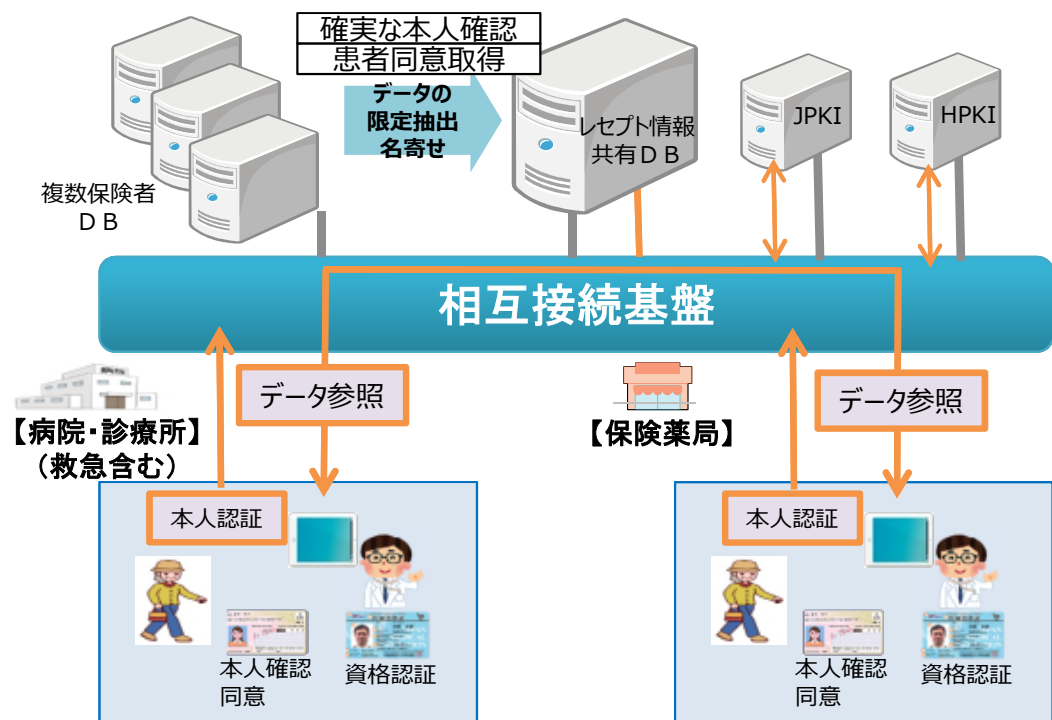 確実な本人確認
患者同意取得
データの
限定抽出
名寄せ
複数保険者
ＤＢ
レセプト情報
共有ＤＢ
JPKI
HPKI
相互接続基盤
データ参照
データ参照
【病院・診療所】
（救急含む）
【保険薬局】
本人認証
本人確認
同意
資格認証
本人認証
本人確認
同意
資格認証